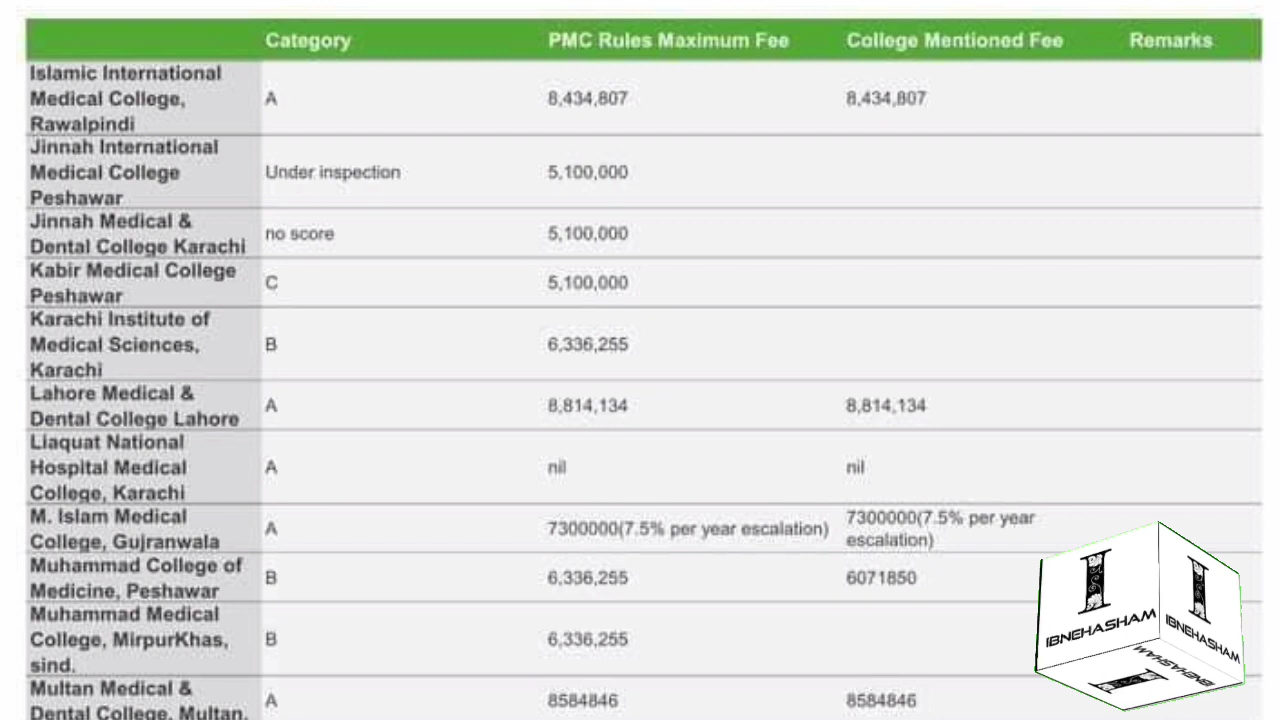 Category PMC Rules Maximum Fee College Mentioned Fee Remarks
Islamic International
Medical College, A 8,434,807 8,434,807
Rawalpindi
Jinnah International
Medical College Under inspection 5,100,000
Peshawar
Jinnah Medical & no score 5,100,000
Dental College Karachi
Kabir Medical College C 5,100,000
Peshawar
Karachi Institute of
Medical Sciences, B 6,336,255
Karachi
Lahore Medical & A 8,814,134 8,814,134
Dental College Lahore
Liaquat National
Hospital Medical A nil nil
College, Karachi
M. Islam Medical A 7300000(7.5% per year escalation) 7300000(7.5% per year
College, Gujranwala escalation)
Muhammad College of B 6,336,255 6071850
Medicine, Peshawar
Muhammad Medical
College, MirpurKhas, B 6,336,255
sind.
Multan Medical & A 8584846 8584846
Dental College, Multan.
I
IBNEHASHAM
I
IBNEHASHAM
I
IBNEHASHAM